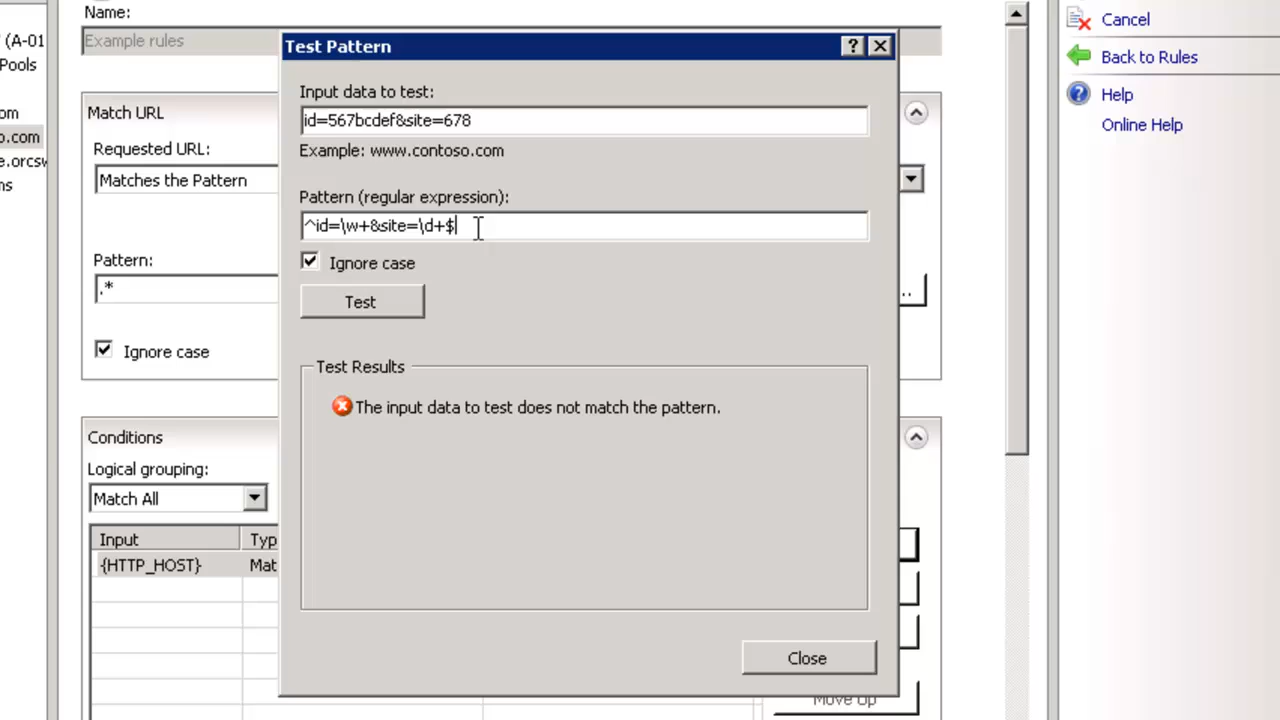 Name:
Example rules
(A-01
Pools
om
o.com
e.orcsw
ns
Match URL
Requested URL:
Matches the Pattern
Pattern:
.*
Ignore case
Conditions
Logical grouping:
Match All
Input
Typ
{HTTP_HOST}
Mat
Test Pattern
Input data to test:
id=567bcdef&site=678
Example: www.contoso.com
Pattern (regular expression):
^id=\w+&site=\d+$
Ignore case
Test
Test Results
The input data to test does not match the pattern.
Close
..
Move Up
Cancel
Back to Rules
Help
Online Help